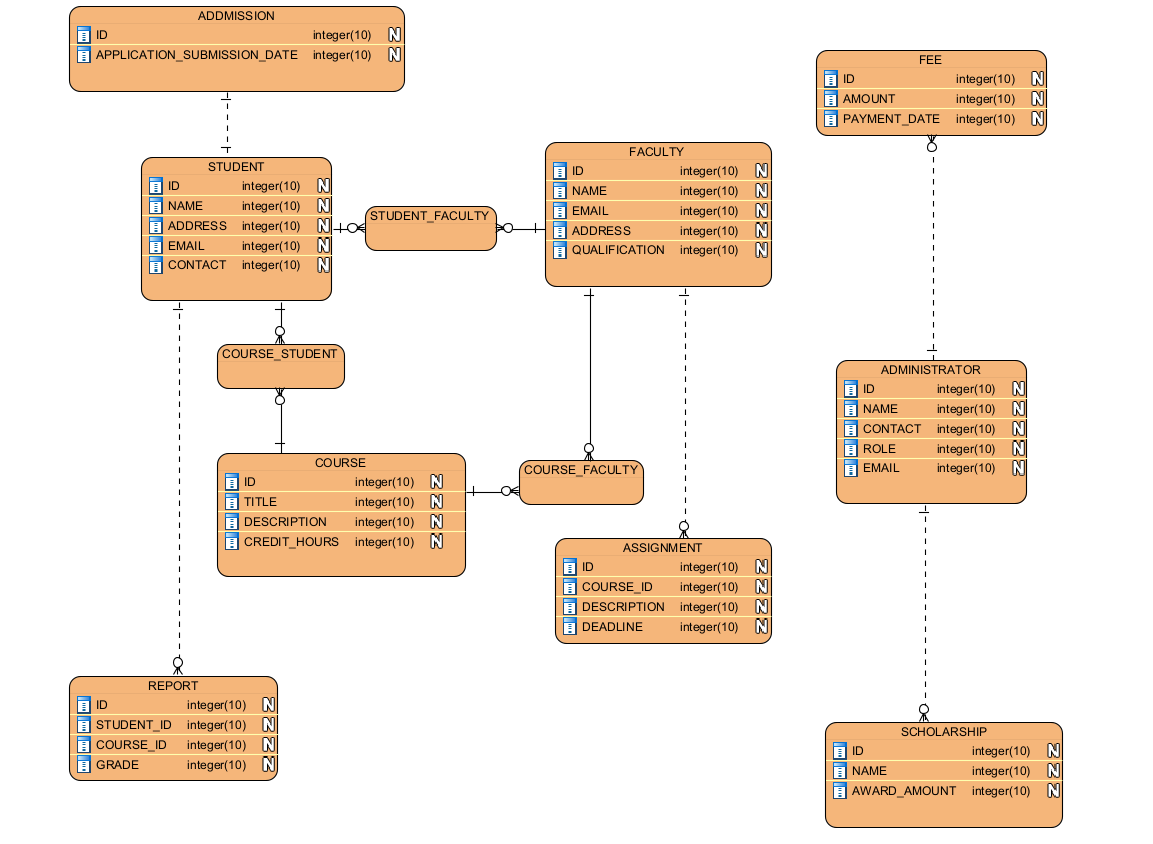 ADDMISSION
ID integer(10) N
APPLICATION_SUBMISSION_DATE integer(10) N
FEE
ID integer(10) N
AMOUNT integer(10) N
PAYMENT_DATE integer(10) N
STUDENT
ID integer(10) N
NAME integer(10) N
ADDRESS integer(10) N
EMAIL integer(10) N
CONTACT integer(10) N
STUDENT_FACULTY
FACULTY
ID integer(10) N
NAME integer(10) N
EMAIL integer(10) N
ADDRESS integer(10) N
QUALIFICATION integer(10) N
COURSE_STUDENT
ADMINISTRATOR
ID integer(10) N
NAME integer(10) N
CONTACT integer(10) N
ROLE integer(10) N
EMAIL integer(10) N
COURSE
ID integer(10) N
TITLE integer(10) N
DESCRIPTION integer(10) N
CREDIT_HOURS integer(10) N
COURSE_FACULTY
ASSIGNMENT
ID integer(10) N
COURSE_ID integer(10) N
DESCRIPTION integer(10) N
DEADLINE integer(10) N
REPORT
ID integer(10) N
STUDENT_ID integer(10) N
COURSE_ID integer(10) N
GRADE integer(10) N
SCHOLARSHIP
ID integer(10) N
NAME integer(10) N
AWARD_AMOUNT integer(10) N